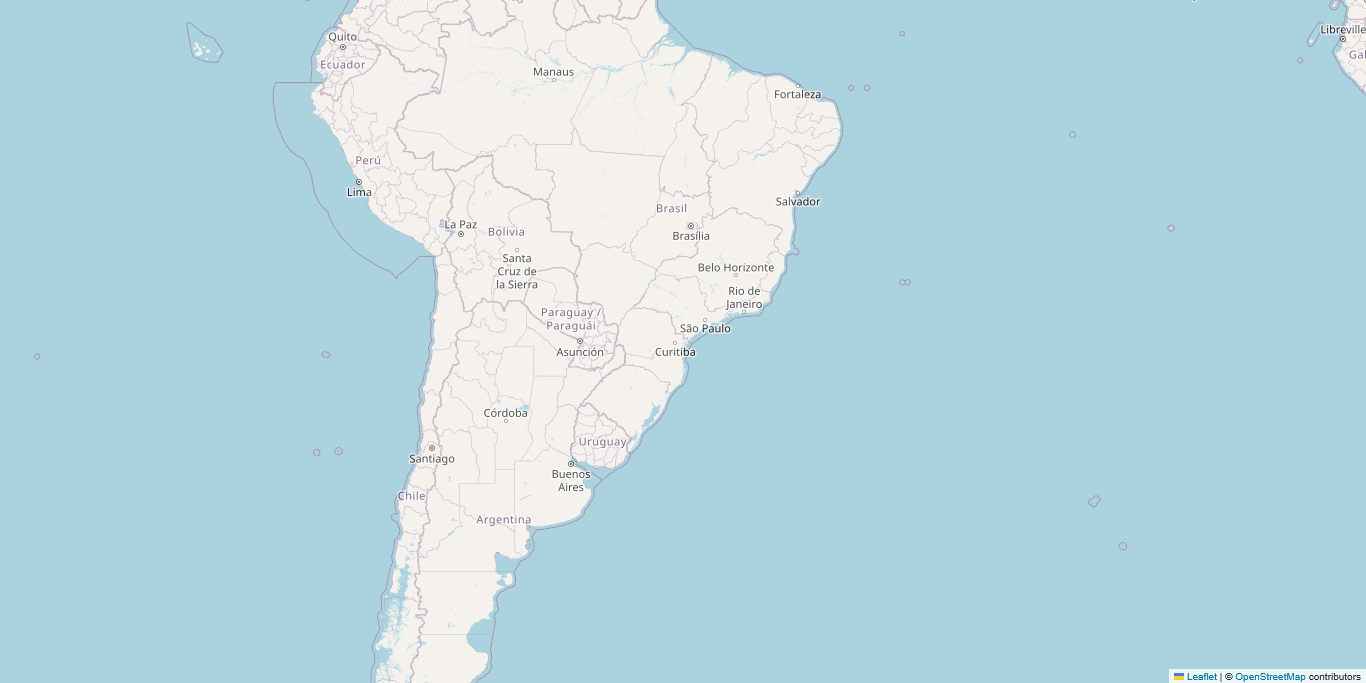 Quito
Ecuador
Manaus
Fortaleza
Libreville
Perú
Lima
Salvador
Brasil
Brasília
La Paz
Bolivia
Santa
Cruz de
la Sierra
Belo Horizonte
Rio de
Janeiro
Paraguay /
Paraguái
São Paulo
Asunción
Curitiba
Córdoba
Uruguay
Santiago
Buenos
Aires
Chile
Argentina
Leaflet | © OpenStreetMap contributors